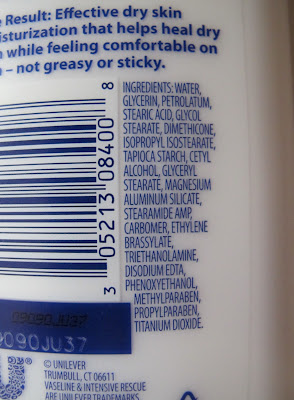 Result: Effective dry skin
isturization that helps heal dry
while feeling comfortable on
– not greasy or sticky.
INGREDIENTS: WATER,
GLYCERIN, PETROLATUM,
STEARIC ACID, GLYCOL
STEARATE, DIMETHICONE,
ISOPROPYL ISOSTEARATE,
TAPIOCA STARCH, CETYL
ALCOHOL, GLYCERYL
STEARATE, MAGNESIUM
ALUMINUM SILICATE,
STEARAMIDE AMP,
CARBOMER, ETHYLENE
BRASSYLATE,
TRIETHANOLAMINE,
DISODIUM EDTA,
PHENOXYETHANOL,
METHYLPARABEN,
PROPYLPARABEN,
TITANIUM DIOXIDE.
3 05213 08400 8
09090JU37
9090JU37
© UNILEVER
TRUMBULL, CT 06611
VASELINE & INTENSIVE RESCUE
ARE UNILEVER TRADEMARKS